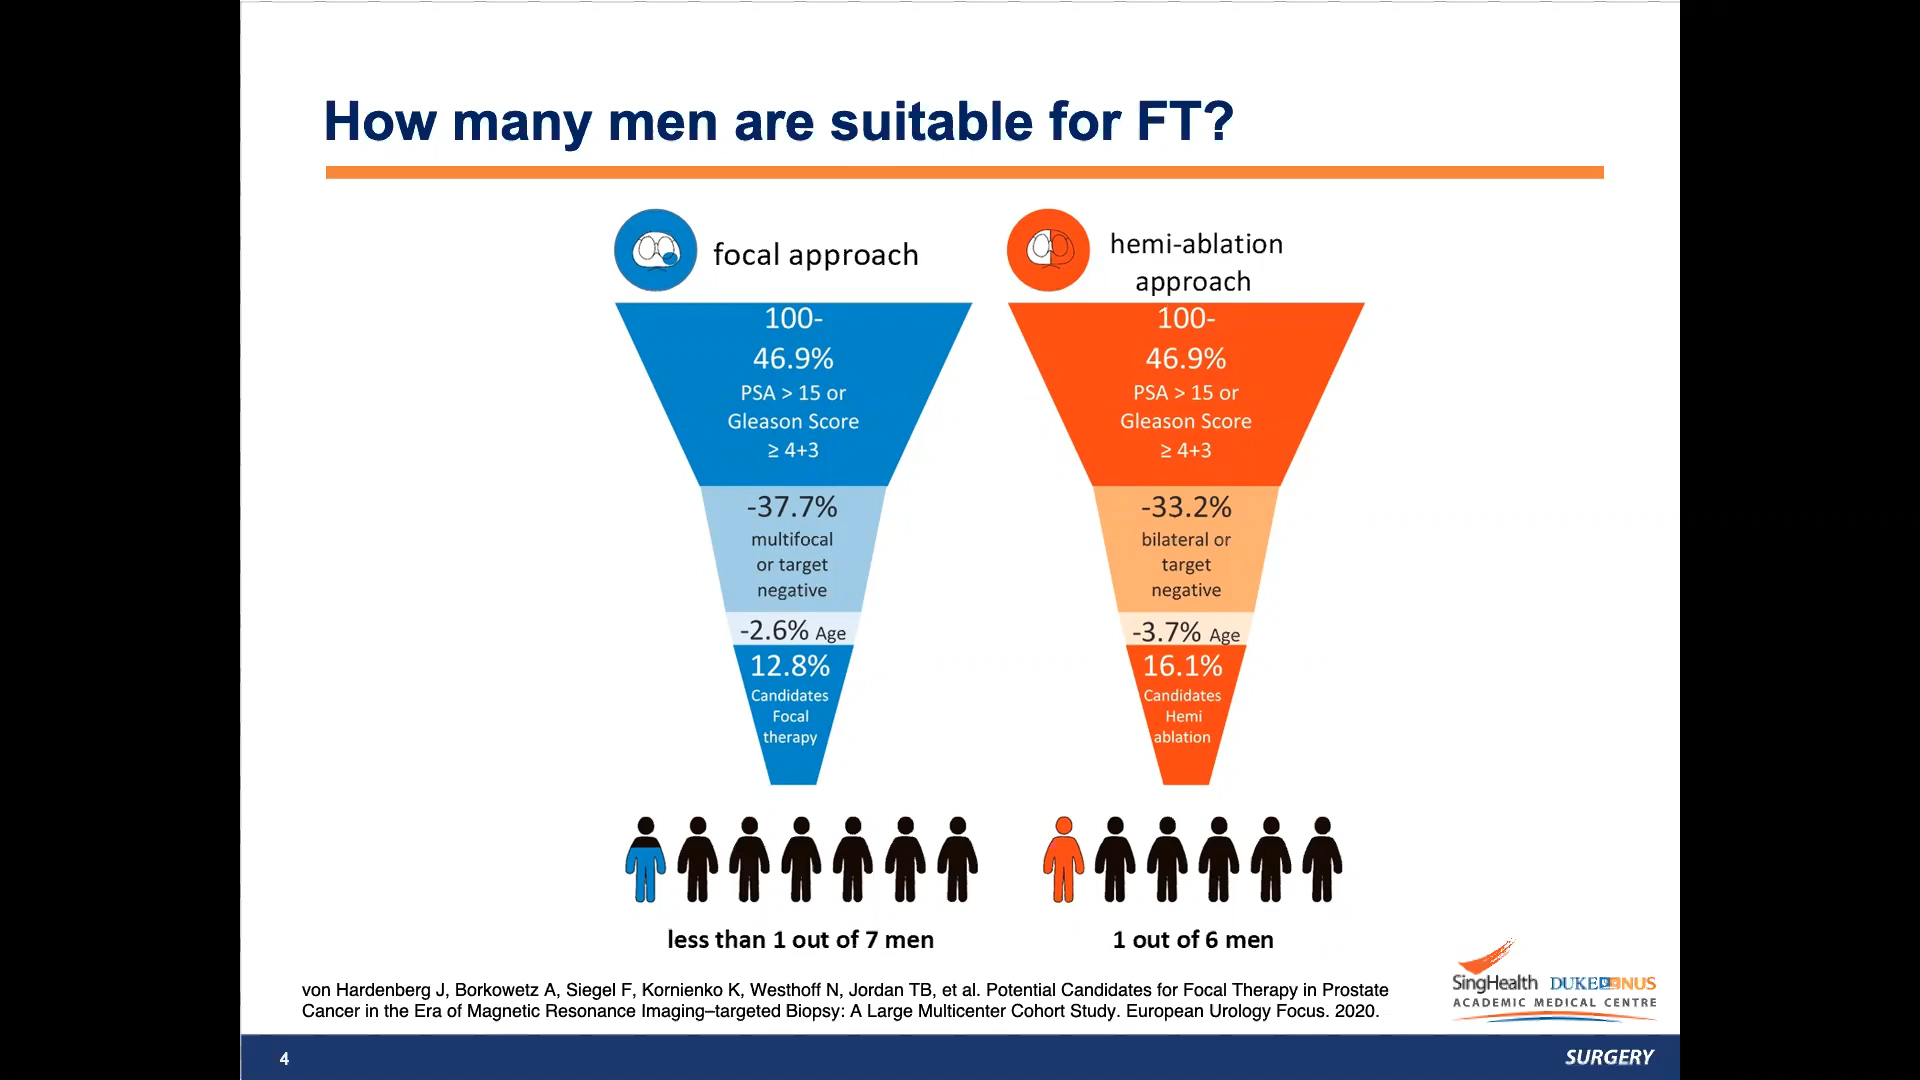 How many men are suitable for FT?
focal approach
100-
46.9%
PSA > 15 or
Gleason Score
≥ 4+3
-37.7%
multifocal
or target
negative
-2.6% Age
12.8%
Candidates
Focal
therapy
less than 1 out of 7 men
hemi-ablation
approach
100-
46.9%
PSA > 15 or
Gleason Score
≥ 4+3
-33.2%
bilateral or
target
negative
-3.7% Age
16.1%
Candidates
Hemi
ablation
1 out of 6 men
von Hardenberg J, Borkowetz A, Siegel F, Kornienko K, Westhoff N, Jordan TB, et al. Potential Candidates for Focal Therapy in Prostate
Cancer in the Era of Magnetic Resonance Imaging–targeted Biopsy: A Large Multicenter Cohort Study. European Urology Focus. 2020.
SingHealth DUKE NUS
ACADEMIC MEDICAL CENTRE
4
SURGERY